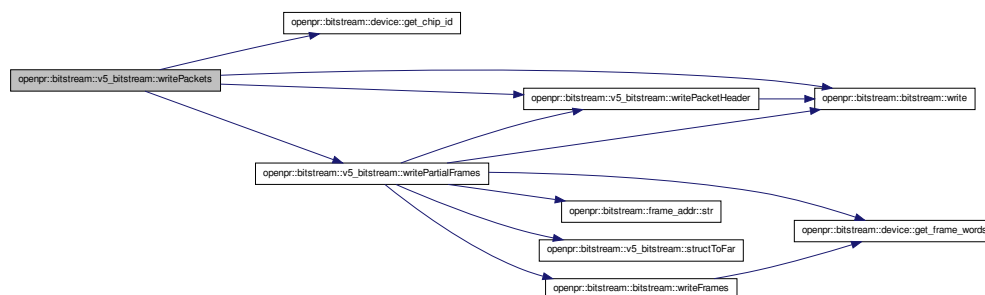 openpr::bitstream::device::get_chip_id
openpr::bitstream::v5_bitstream::writePackets
openpr::bitstream::v5_bitstream::writePacketHeader
openpr::bitstream::bitstream::write
openpr::bitstream::v5_bitstream::writePartialFrames
openpr::bitstream::frame_addr::str
openpr::bitstream::device::get_frame_words
openpr::bitstream::v5_bitstream::structToFar
openpr::bitstream::bitstream::writeFrames